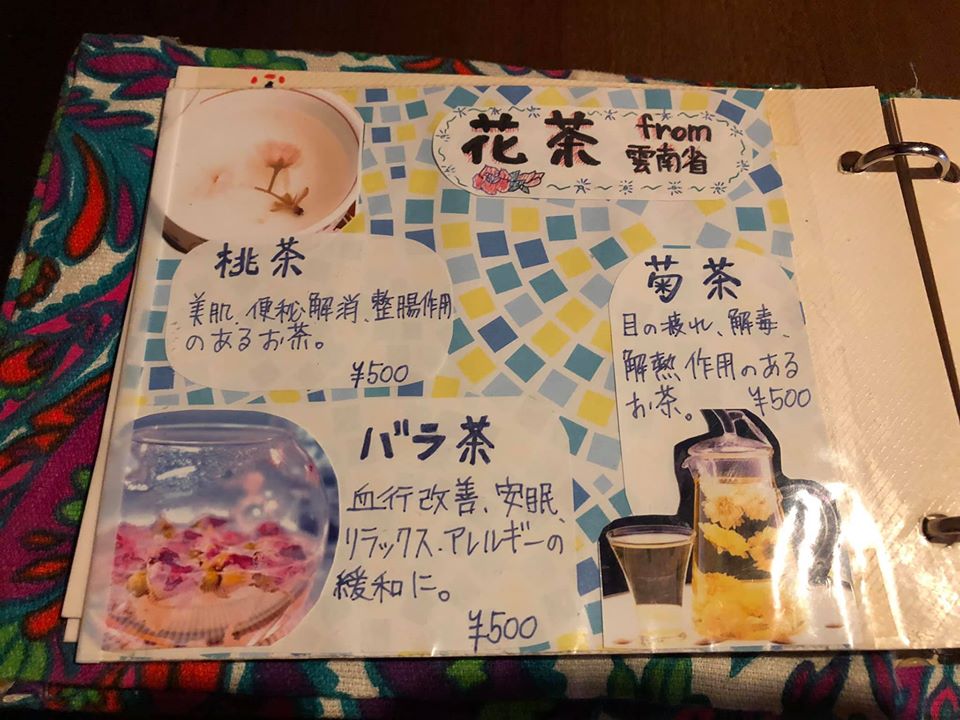 花茶 from
雲南省
桃茶
美肌、便秘解消、整腸作用
のあるお茶。
¥500
菊茶
目の疲れ、解毒、
解熱作用のある
お茶。 ¥500
バラ茶
血行改善、安眠、
リラックス、アレルギーの
緩和に。
¥500